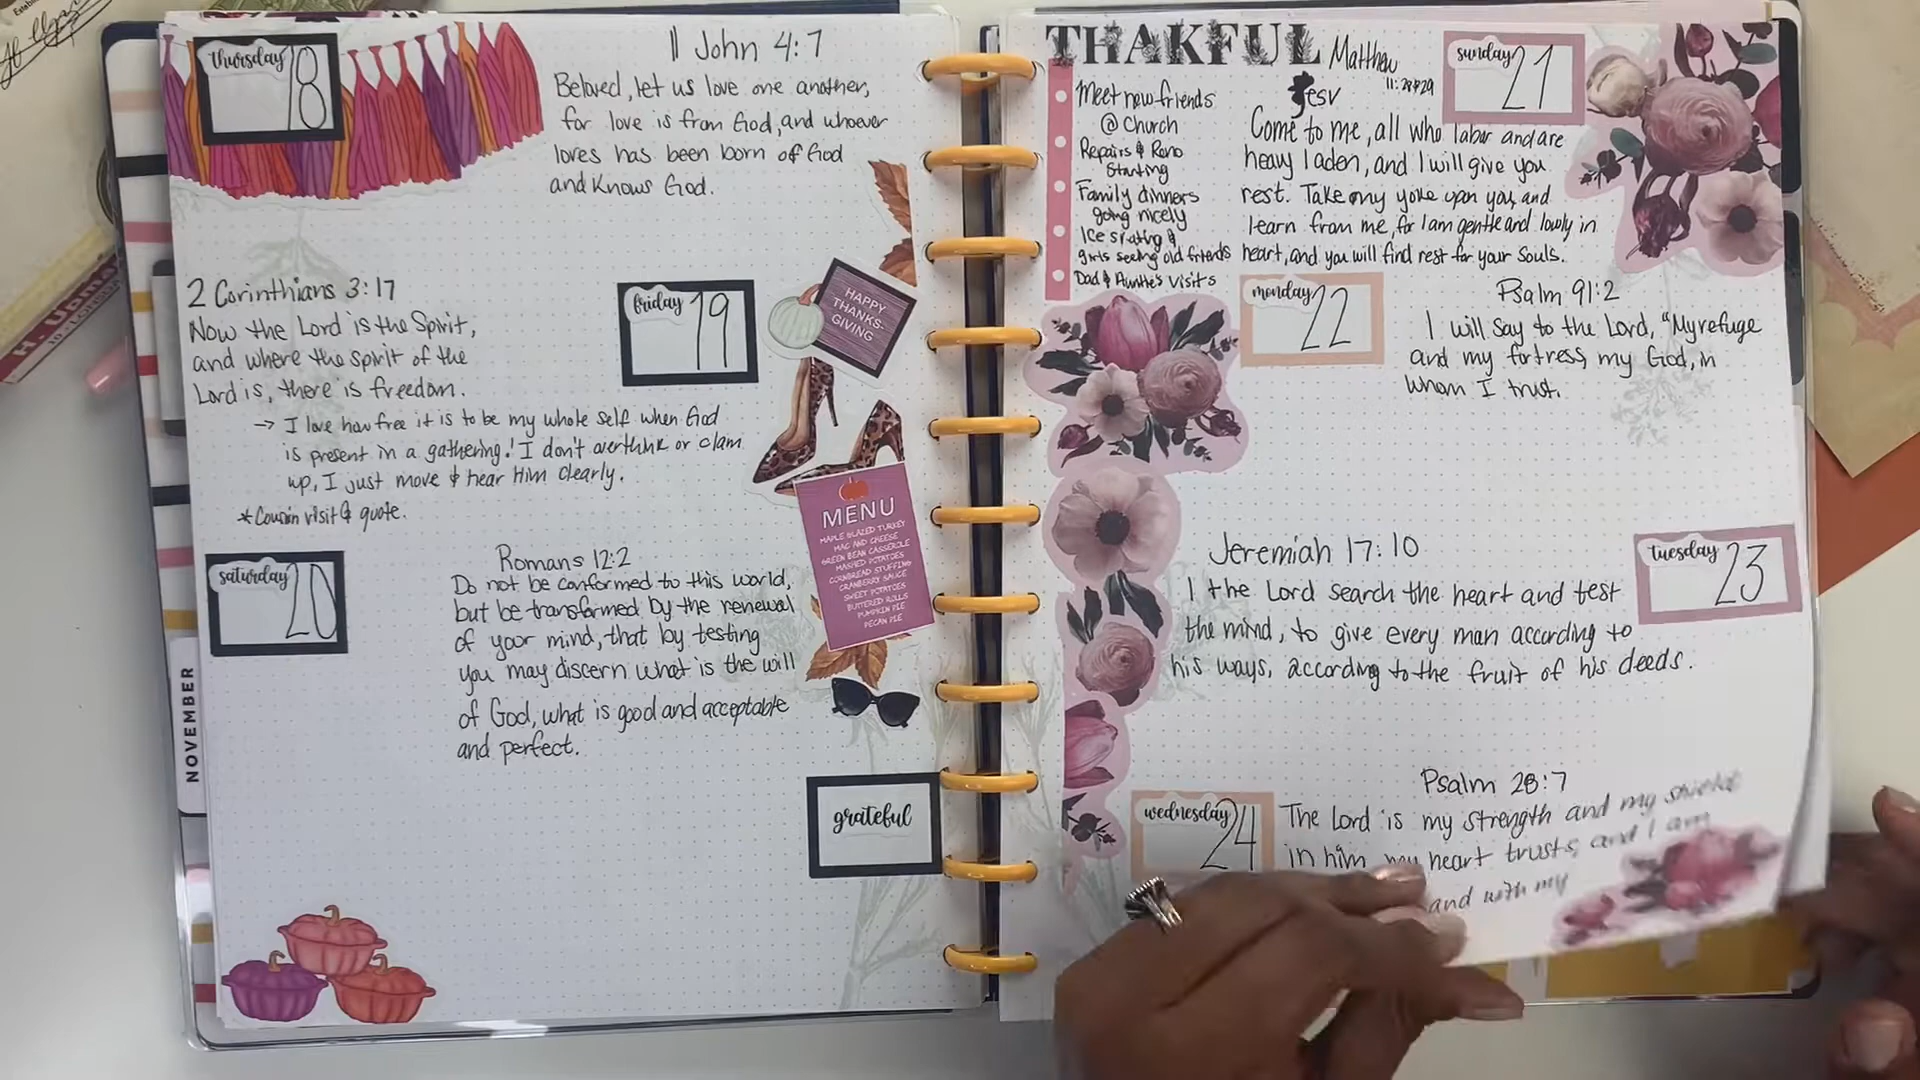 thursday 18
1 John 4:7
Beloved, let us love one another,
for love is from God, and whoever
loves has been born of God
and knows God.
2 Corinthians 3:17
Now the Lord is the Spirit,
and where the spirit of the
Lord is, there is freedom.
→ I love how free it is to be my whole self when God
is present in a gathering! I don't overthink or clam
up, I just move & hear Him clearly.
*Cousin visit & quote.
friday 19
HAPPY
THANKS-
GIVING
MENU
MAPLE GLAZED TURKEY
MAC AND CHEESE
GREEN BEAN CASSEROLE
MASHED POTATOES
CORNBREAD STUFFING
CRANBERRY SAUCE
SWEET POTATOES
BUTTERED ROLLS
PUMPKIN PIE
PECAN PIE
saturday 20
Romans 12:2
Do not be conformed to this world,
but be transformed by the renewal
of your mind, that by testing
you may discern what is the will
of God, what is good and acceptable
and perfect.
NOVEMBER
grateful
THAKFUL
Meet new friends
@ Church
Repairs & Reno
Starting
Family dinners
going nicely
Ice skating &
girls seeing old friends
Dad & Auntie's visits
Matthew
11:28&29
sunday 21
Come to me, all who labor and are
heavy laden, and I will give you
rest. Take my yoke upon you, and
learn from me, for I am gentle and lowly in
heart, and you will find rest for your souls.
monday 22
Psalm 91:2
I will say to the Lord, "My refuge
and my fortress, my God, in
whom I trust.
Jeremiah 17:10
I the Lord search the heart and test
the mind, to give every man according to
his ways, according to the fruit of his deeds.
tuesday 23
wednesday 24
Psalm 28:7
The Lord is my strength and my shield
in him my heart trusts, and I am
and with my